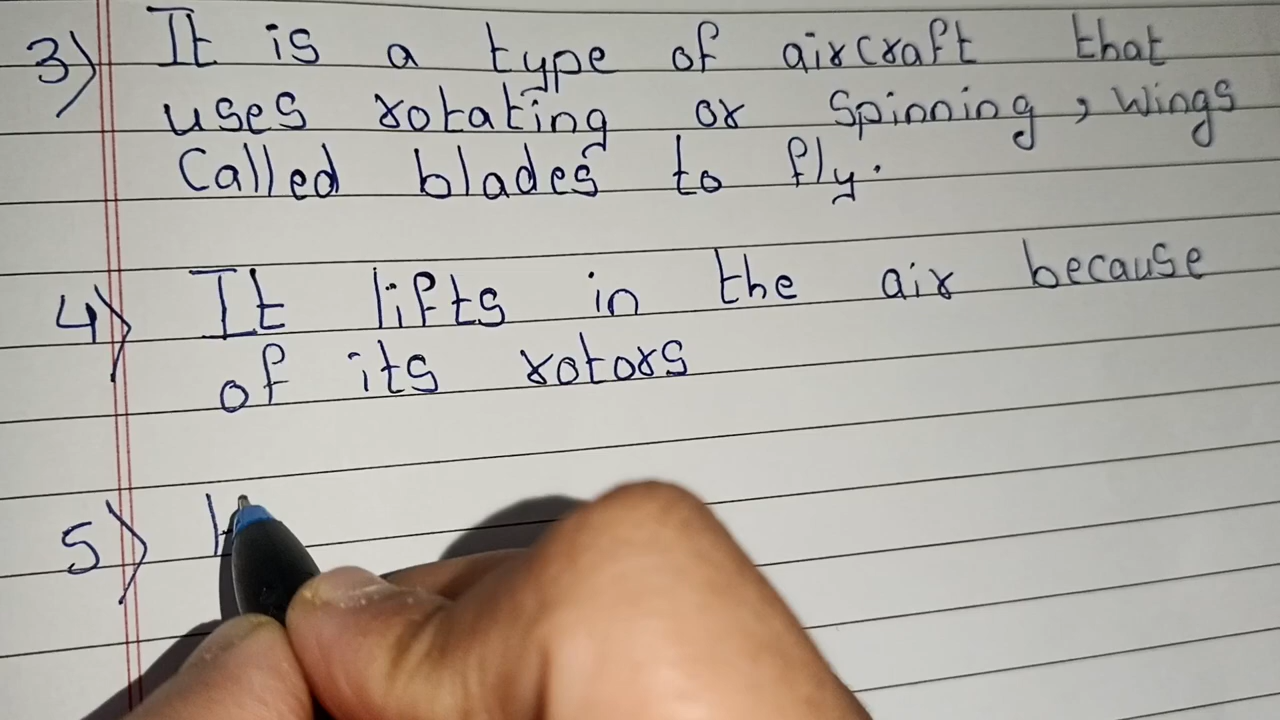 3) It is a type of aircraft that
uses rotating or spinning, wings
Called blades to fly.
4) It lifts in the air because
of its rotors
5)